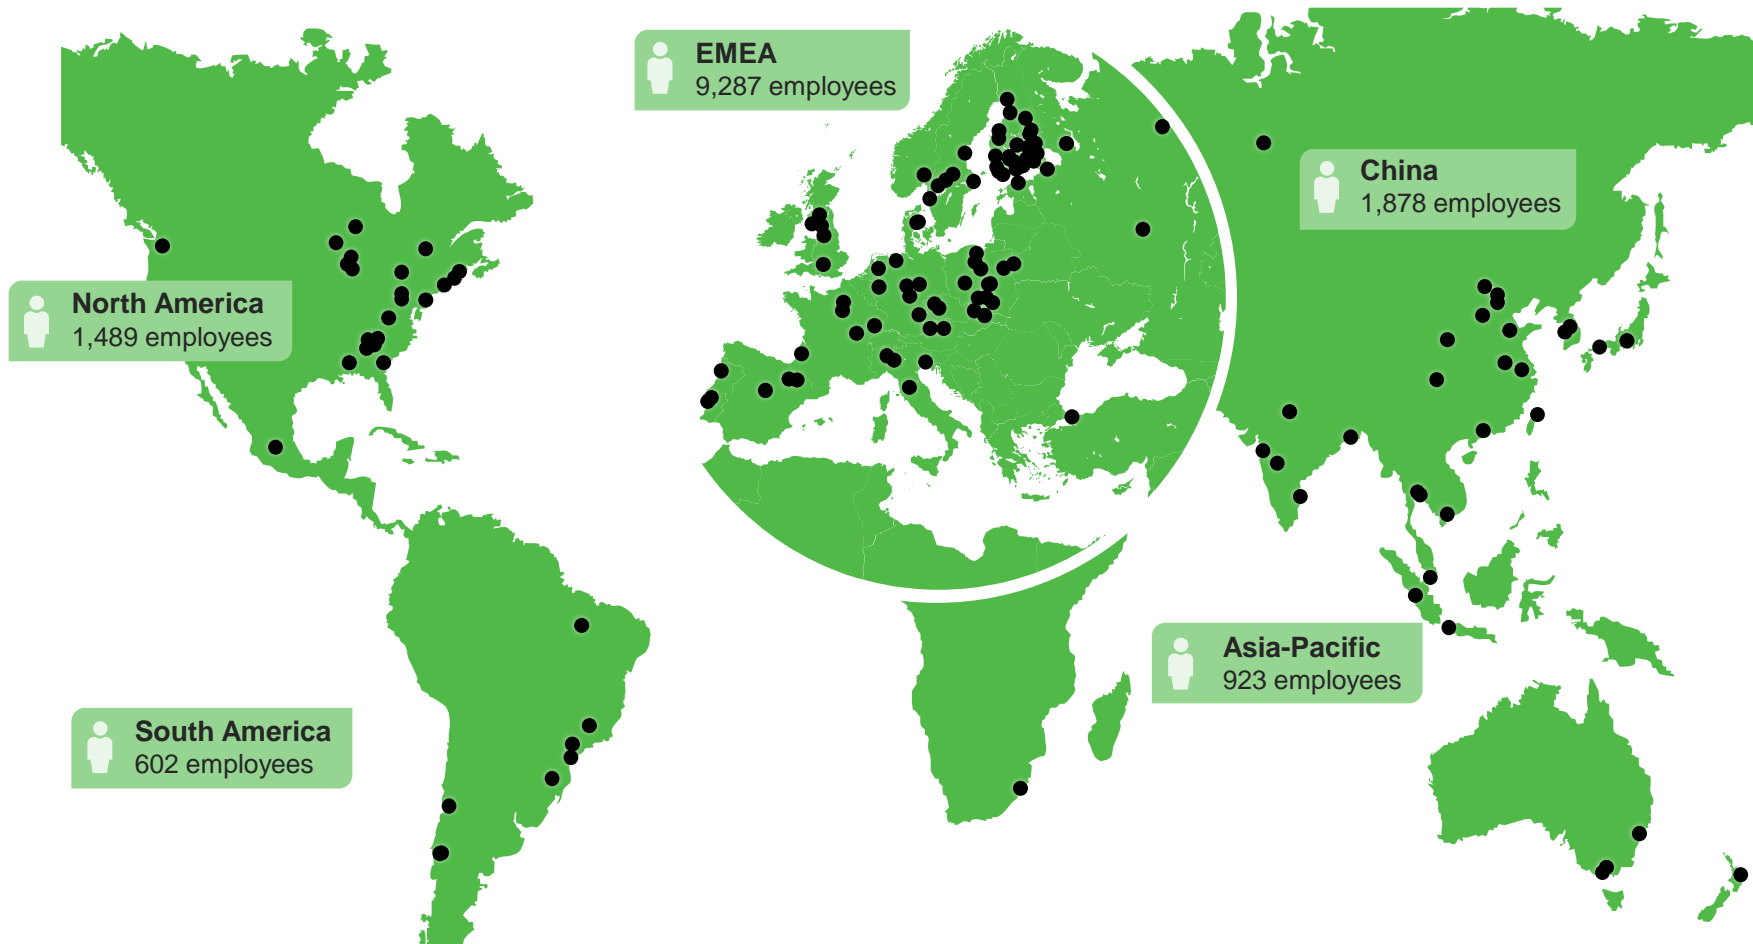 EMEA
9,287 employees
China
1,878 employees
North America
1,489 employees
Asia-Pacific
923 employees
South America
602 employees